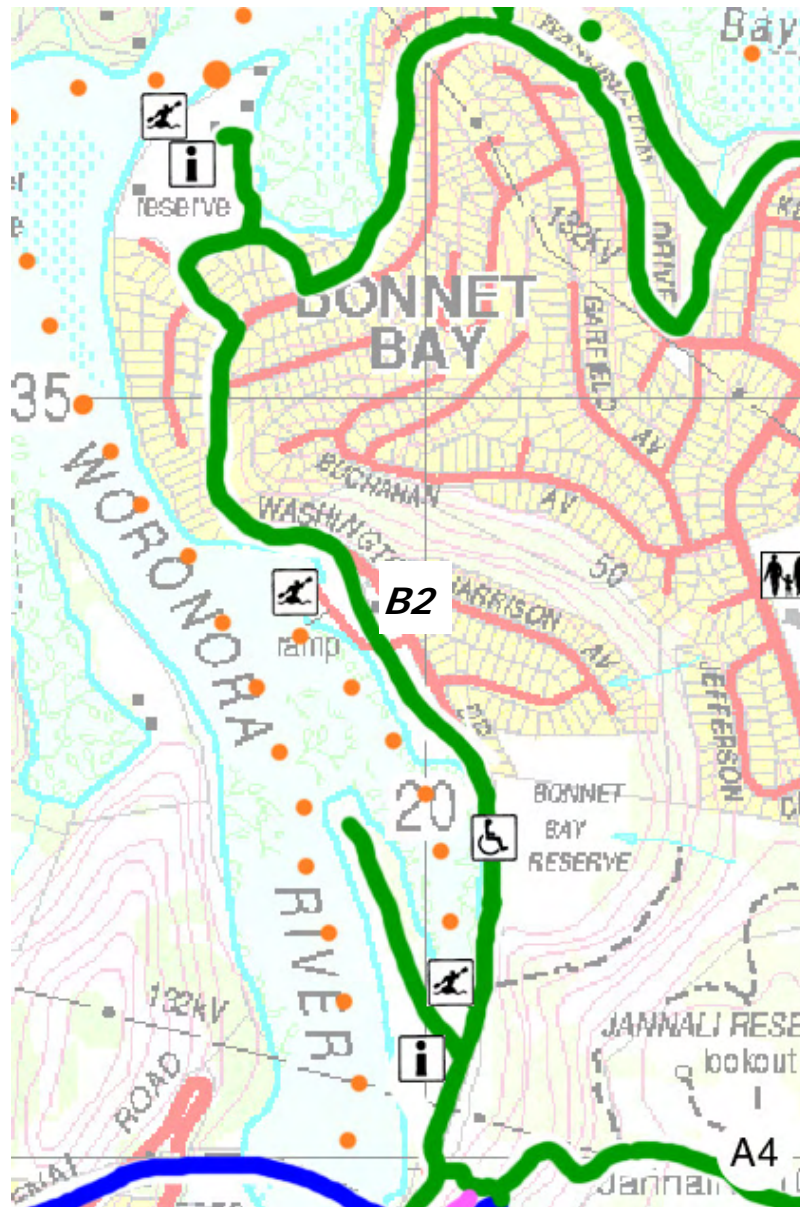 Bay
reserve
132kV
DRIVE
BONNET
BAY
GARFIELD
35
AV
BUCHANAN
AV
WORONORA
50
B2
HARRISON
AV
ramp
JEFFERSON
20
BONNET
BAY
RESERVE
RIVER
132kV
JANNALI RESE
lookout
ROAD
A4
Jannali